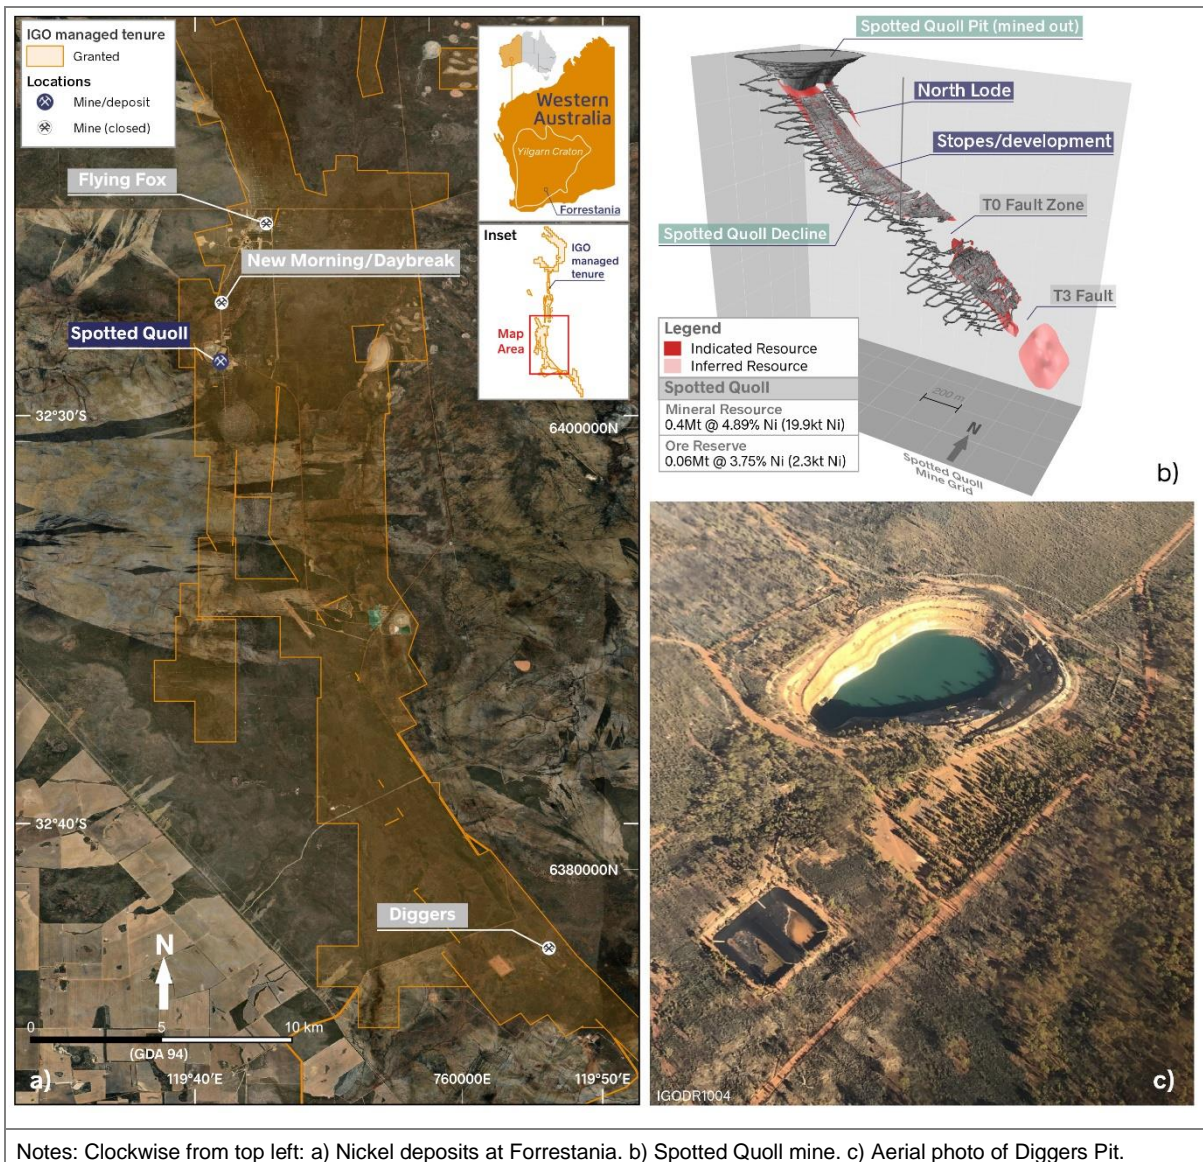 IGO managed tenure
Granted
Locations
Mine/deposit
Mine (closed)
Flying Fox
New Morning/Daybreak
Spotted Quoll
32°30'S
6400000N
32°40'S
6380000N
Diggers
N
0 5 10 km
(GDA 94)
a)
119°40'E
760000E
119°50'E
Western
Australia
Yilgarn Craton
Forrestania
Inset
IGO
managed
tenure
Map
Area
Spotted Quoll Pit (mined out)
North Lode
Stopes/development
T0 Fault Zone
Spotted Quoll Decline
T3 Fault
Legend
Indicated Resource
Inferred Resource
Spotted Quoll
Mineral Resource
0.4Mt @ 4.89% Ni (19.9kt Ni)
Ore Reserve
0.06Mt @ 3.75% Ni (2.3kt Ni)
200 m
N
Spotted Quoll
Mine Grid
b)
IGODR1004
c)
Notes: Clockwise from top left: a) Nickel deposits at Forrestania. b) Spotted Quoll mine. c) Aerial photo of Diggers Pit.